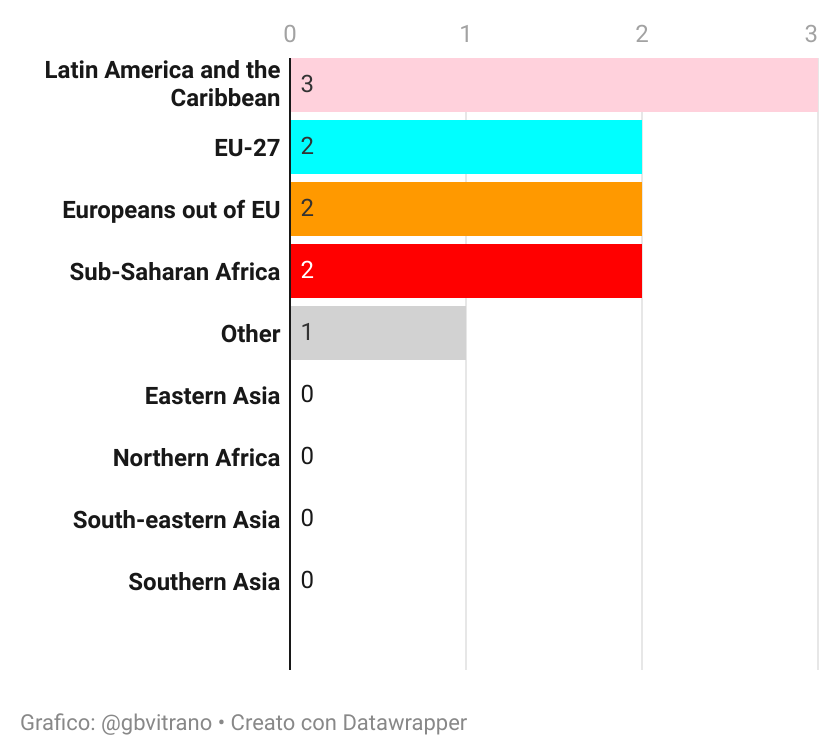 0 1 2 3
Latin America and the
Caribbean 3
EU-27 2
Europeans out of EU 2
Sub-Saharan Africa 2
Other 1
Eastern Asia 0
Northern Africa 0
South-eastern Asia 0
Southern Asia 0
Grafico: @gbvitrano • Creato con Datawrapper